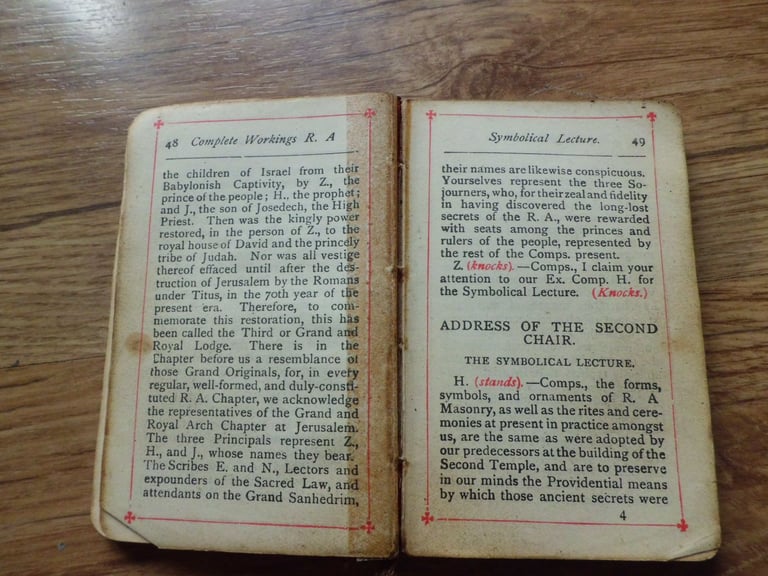 48 Complete Workings R. A
the children of Israel from their
Babylonish Captivity, by Z., the
prince of the people; H., the prophet;
and J., the son of Josedech, the High
Priest. Then was the kingly power
restored, in the person of Z., to the
royal house of David and the princely
tribe of Judah. Nor was all vestige
thereof effaced until after the des-
truction of Jerusalem by the Romans
under Titus, in the 70th year of the
present era. Therefore, to com-
memorate this restoration, this has
been called the Third or Grand and
Royal Lodge. There is in the
Chapter before us a resemblance of
those Grand Originals, for, in every
regular, well-formed, and duly-consti-
tuted R. A. Chapter, we acknowledge
the representatives of the Grand and
Royal Arch Chapter at Jerusalem.
The three Principals represent Z.,
H., and J., whose names they bear.
The Scribes E. and N., Lectors and
expounders of the Sacred Law, and
attendants on the Grand Sanhedrim,
Symbolical Lecture. 49
their names are likewise conspicuous.
Yourselves represent the three So-
journers, who, for their zeal and fidelity
in having discovered the long-lost
secrets of the R. A., were rewarded
with seats among the princes and
rulers of the people, represented by
the rest of the Comps. present.
Z. (knocks).—Comps., I claim your
attention to our Ex. Comp. H. for
the Symbolical Lecture. (Knocks.)
ADDRESS OF THE SECOND
CHAIR.
THE SYMBOLICAL LECTURE.
H. (stands).—Comps., the forms,
symbols, and ornaments of R. A
Masonry, as well as the rites and cere-
monies at present in practice amongst
us, are the same as were adopted by
our predecessors at the building of the
Second Temple, and are to preserve
in our minds the Providential means
by which those ancient secrets were
4